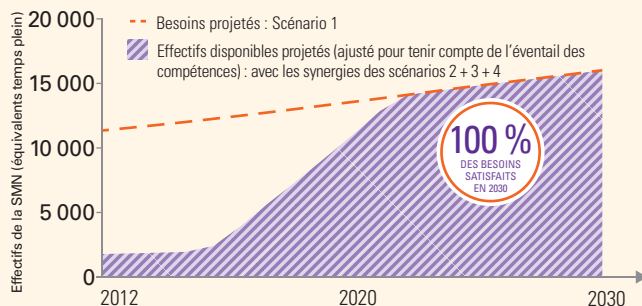 Effectifs de la SMN (équivalents temps plein)
20 000
15 000
10 000
5 000
0
Besoins projetés : Scénario 1
Effectifs disponibles projetés (ajusté pour tenir compte de l'éventail des
compétences) : avec les synergies des scénarios 2 + 3 + 4
100 %
DES BESOINS
SATISFAITS
EN 2030
2012
2020
2030